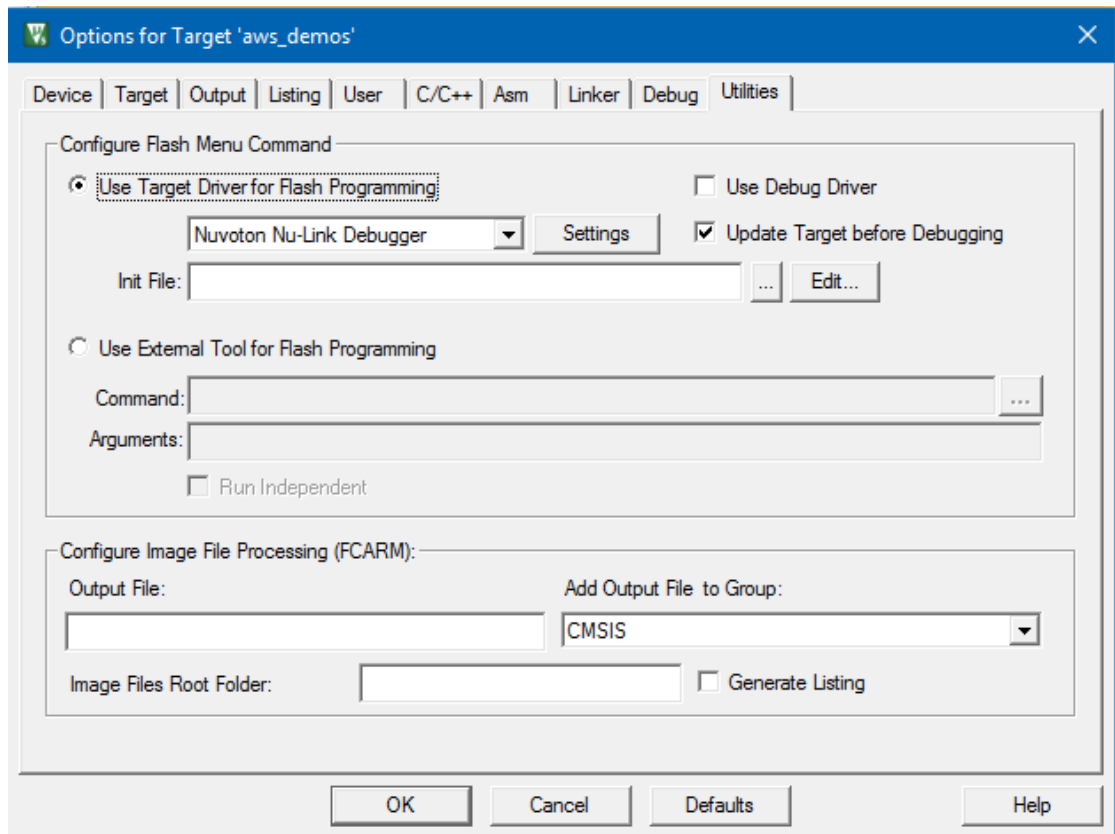 Options for Target 'aws_demos'
Device Target Output Listing User C/C++ Asm Linker Debug Utilities
Configure Flash Menu Command
Use Target Driver for Flash Programming Use Debug Driver
Nuvoton Nu-Link Debugger Settings Update Target before Debugging
Init File: ... Edit...
Use External Tool for Flash Programming
Command: ...
Arguments:
Run Independent
Configure Image File Processing (FCARM):
Output File: Add Output File to Group:
CMSIS
Image Files Root Folder: Generate Listing
OK Cancel Defaults Help